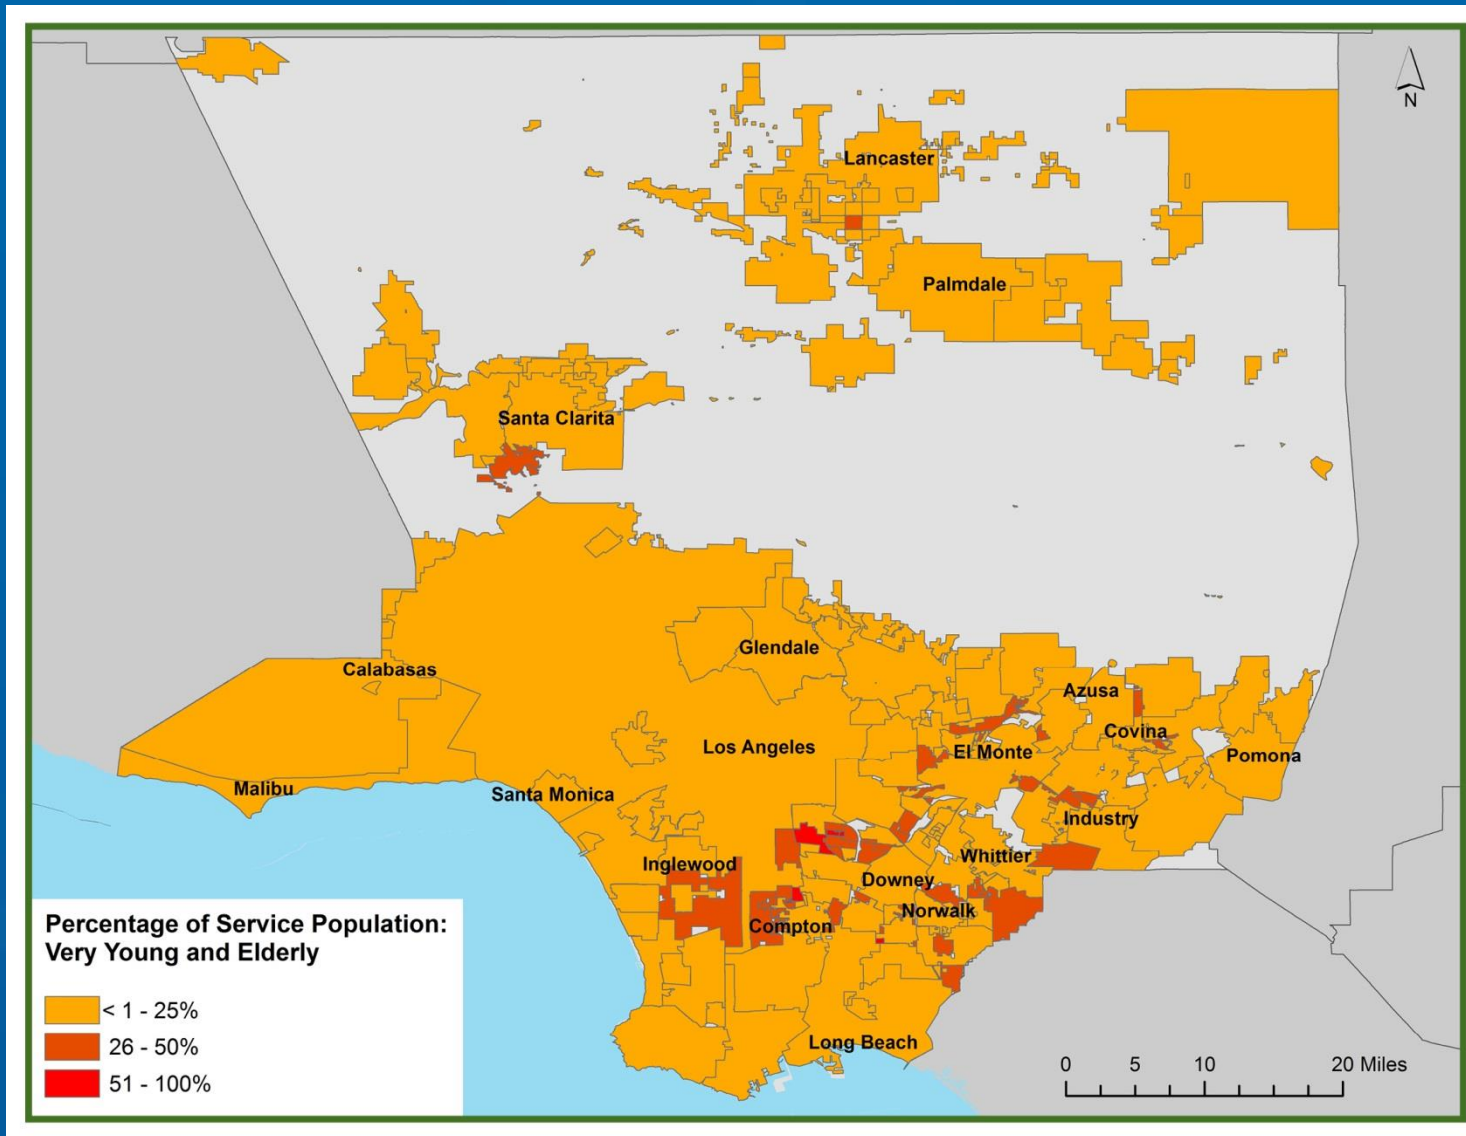 N
Lancaster
Palmdale
Santa Clarita
Glendale
Calabasas
Azusa
Covina
Los Angeles
El Monte
Pomona
Malibu
Santa Monica
Industry
Whittier
Inglewood
Downey
Norwalk
Compton
Long Beach
Percentage of Service Population:
Very Young and Elderly
< 1 - 25%
26 - 50%
51 - 100%
0 5 10 20 Miles